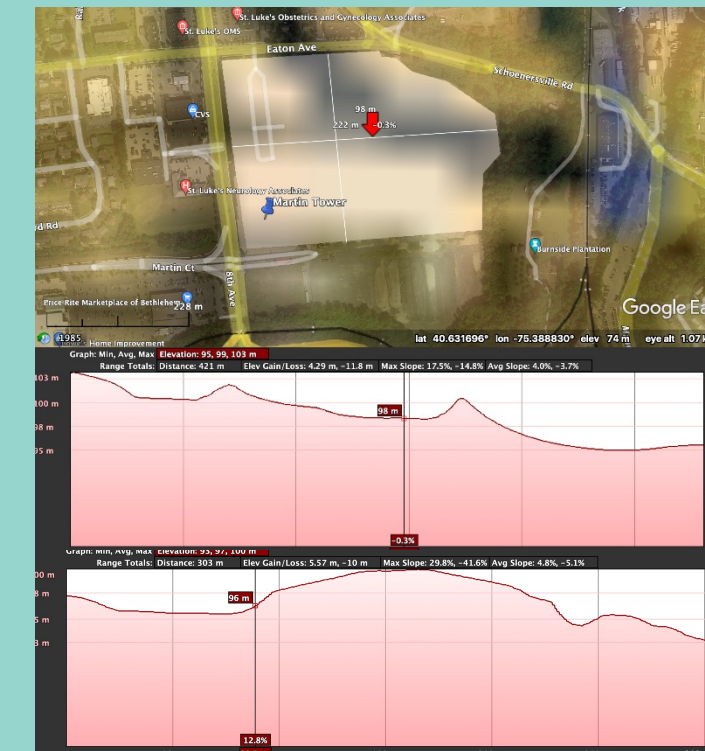 St. Luke's Obstetrics and Gynecology Associates
St. Luke's OMS
Eaton Ave
Schoenersville Rd
98 m
222 m -0.3%
CVS
St. Luke's Neurology Associates
Martin Tower
rd Rd
Burnside Plantation
Martin Ct
8th Ave
Price Rite Marketplace of Bethlehem
228 m
Google Ea
1985
's Home Improvement
lat 40.631696° lon -75.388830° elev 74 m eye alt 1.07 k
Graph: Min, Avg, Max Elevation: 95, 99, 103 m
Range Totals: Distance: 421 m Elev Gain/Loss: 4.29 m, -11.8 m Max Slope: 17.5%, -14.8% Avg Slope: 4.0%, -3.7%
103 m
100 m
98 m
98 m
95 m
-0.3%
Graph: Min, Avg, Max Elevation: 93, 97, 100 m
Range Totals: Distance: 303 m Elev Gain/Loss: 5.57 m, -10 m Max Slope: 29.8%, -41.6% Avg Slope: 4.8%, -5.1%
00 m
8 m
96 m
5 m
3 m
12.8%